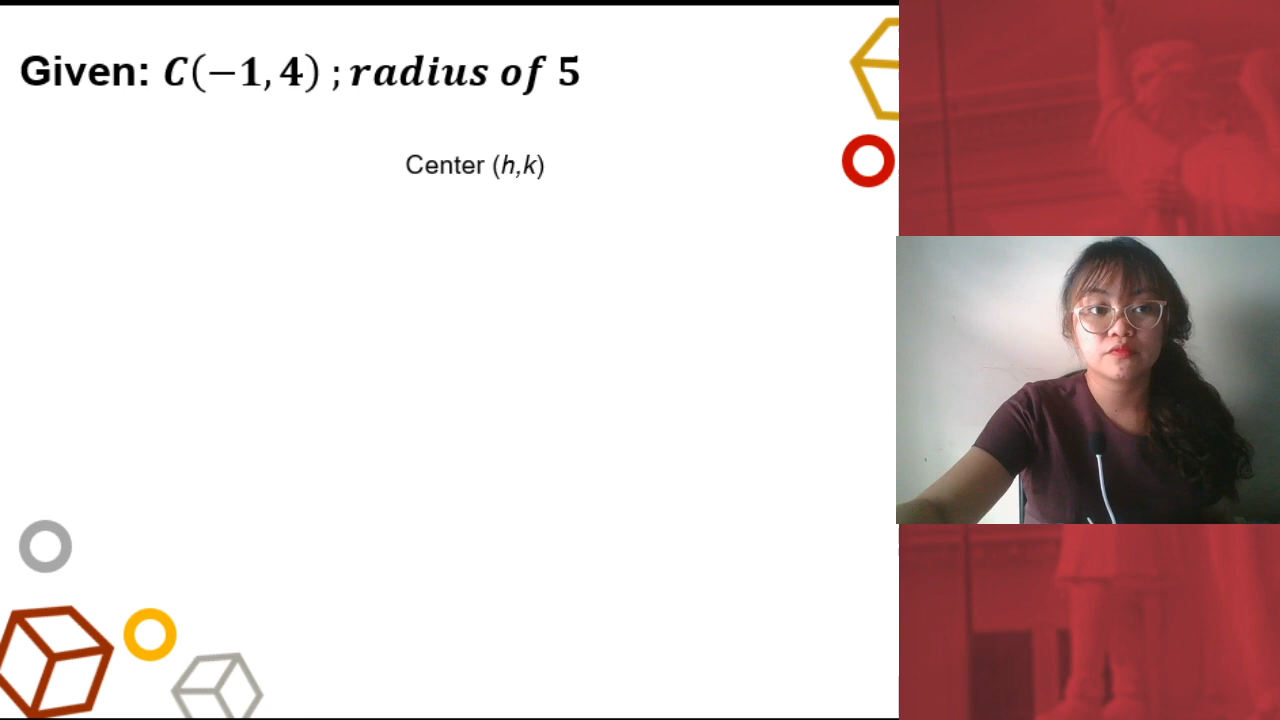 Given: C(−1, 4) ; radius of 5
Center (h,k)